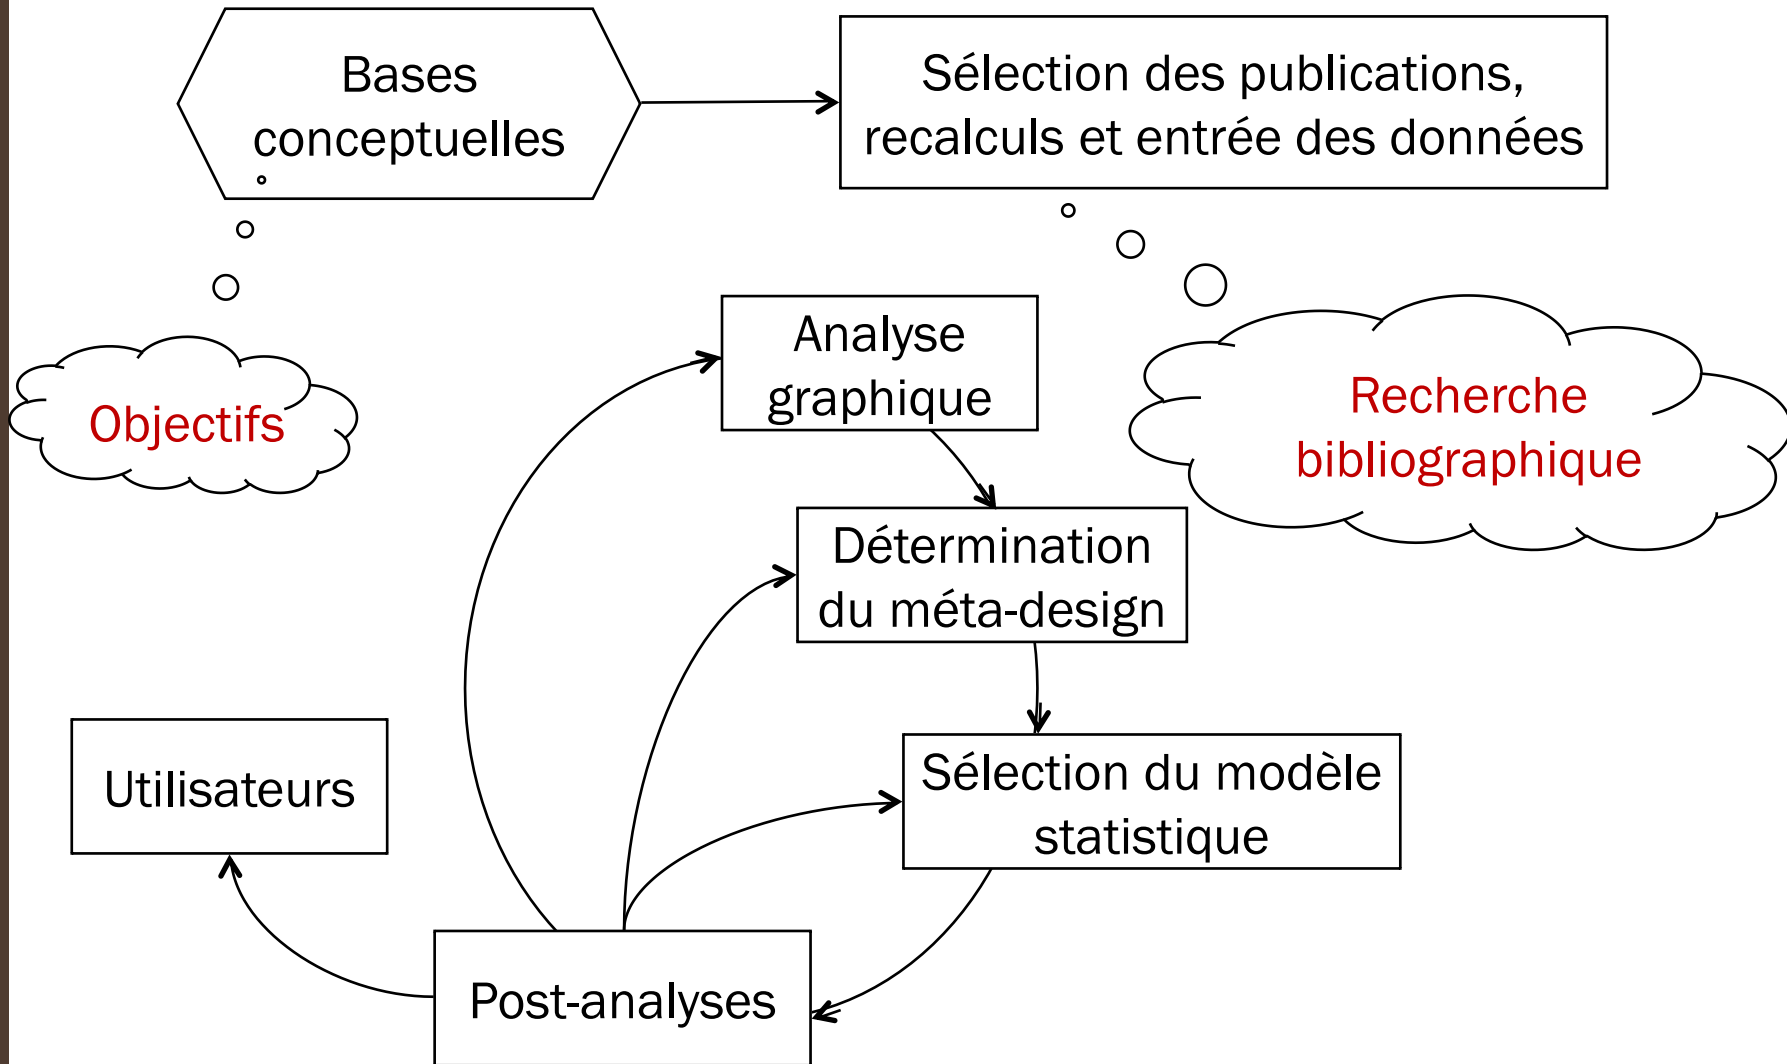 Bases
conceptuelles
Sélection des publications,
recalculs et entrée des données
Analyse
graphique
Objectifs
Recherche
bibliographique
Détermination
du méta-design
Utilisateurs
Sélection du modèle
statistique
Post-analyses